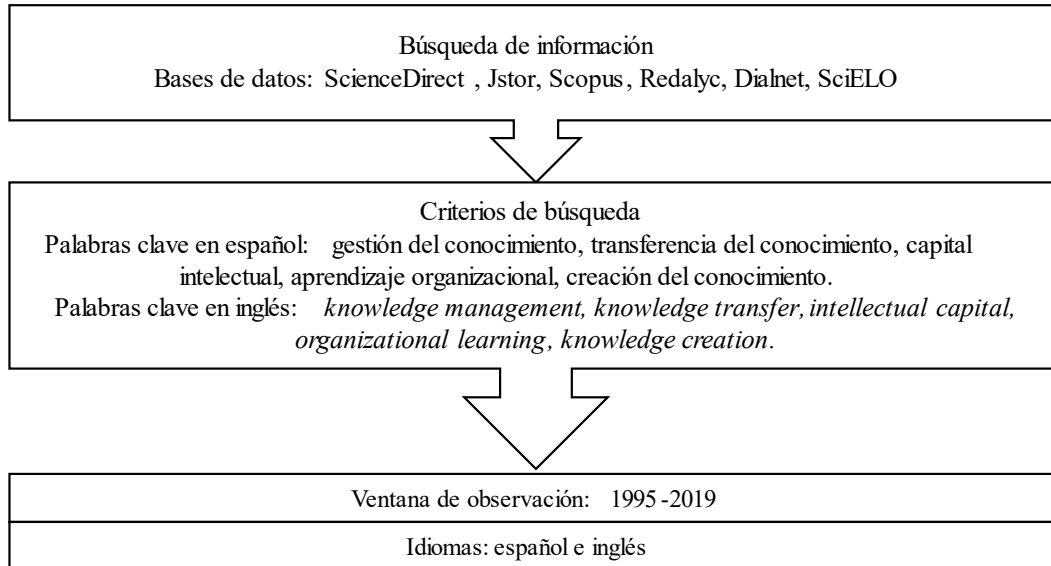 Búsqueda de información
Bases de datos: ScienceDirect , Jstor, Scopus, Redalyc, Dialnet, SciELO
Criterios de búsqueda
Palabras clave en español: gestión del conocimiento, transferencia del conocimiento, capital
intelectual, aprendizaje organizacional, creación del conocimiento.
Palabras clave en inglés: knowledge management, knowledge transfer, intellectual capital,
organizational learning, knowledge creation.
Ventana de observación: 1995-2019
Idiomas: español e inglés